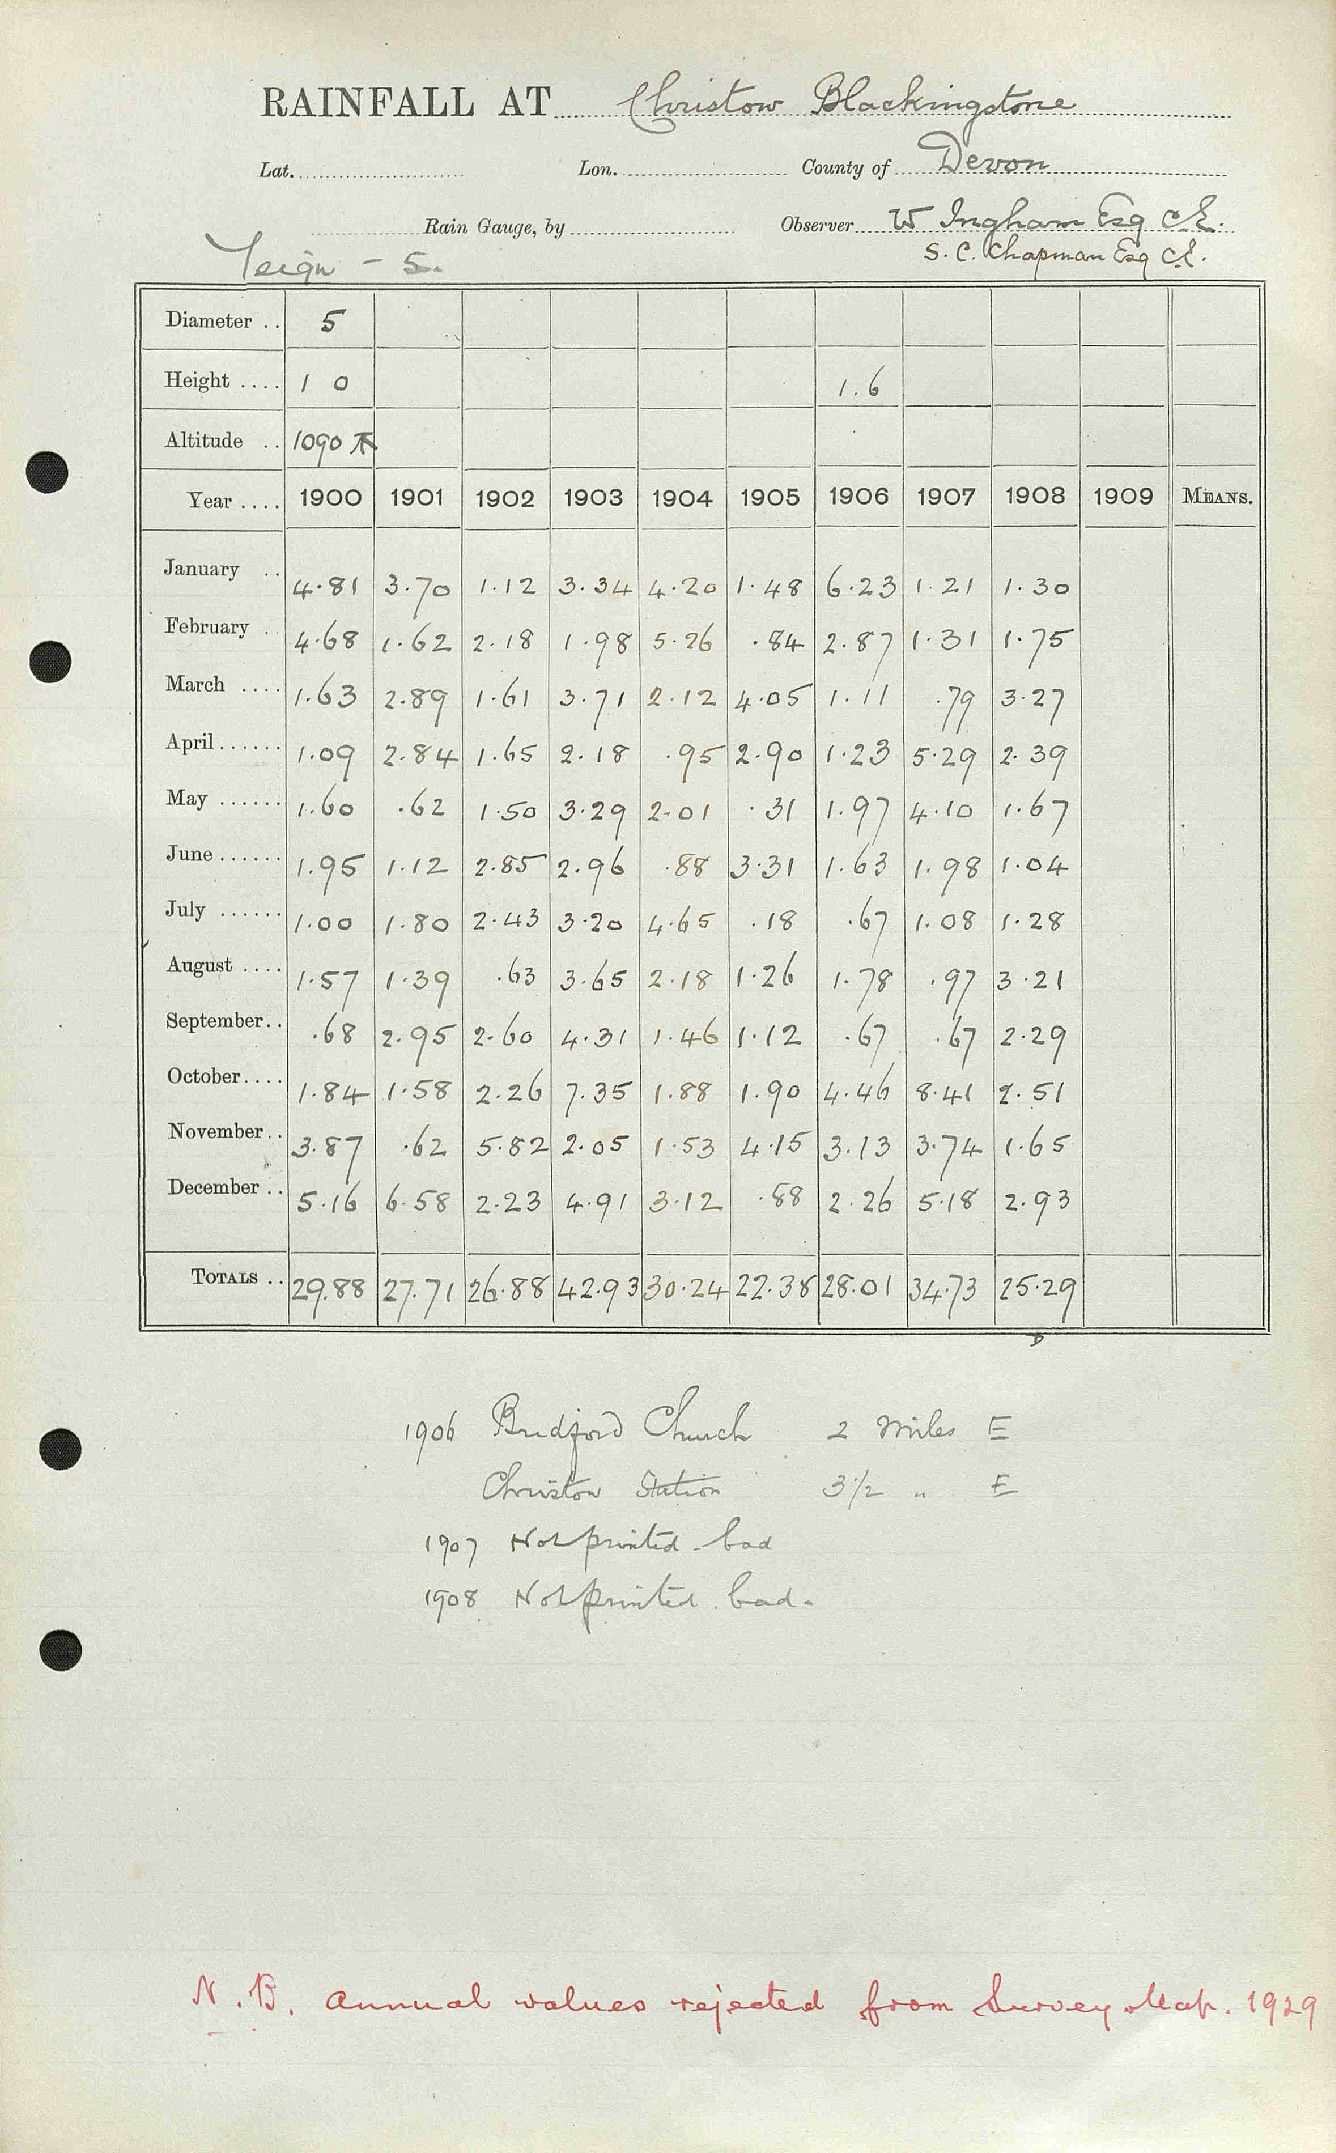 RAINFALL AT Christow Blackingstone
Lat. Lon. County of Devon
Rain Gauge, by Observer W Ingham Esq C.E.
Teign - 5. S. C. Chapman Esq C.E.
Diameter .. 5
Height .... 1 0 1.6
Altitude .. 1090
Year .... 1900 1901 1902 1903 1904 1905 1906 1907 1908 1909 MEANS.
January .. 4.81 3.70 1.12 3.34 4.20 1.48 6.23 1.21 1.30
February . 4.68 1.62 2.18 1.98 5.26 .84 2.87 1.31 1.75
March .... 1.63 2.89 1.61 3.71 2.12 4.05 1.11 .79 3.27
April...... 1.09 2.84 1.65 2.18 .95 2.90 1.23 5.29 2.39
May ...... 1.60 .62 1.50 3.29 2.01 .31 1.97 4.10 1.67
June ...... 1.95 1.12 2.85 2.96 .88 3.31 1.63 1.98 1.04
July ...... 1.00 1.80 2.43 3.20 4.65 .18 .67 1.08 1.28
August .... 1.57 1.39 .63 3.65 2.18 1.26 1.78 .97 3.21
September.. .68 2.95 2.60 4.31 1.46 1.12 .67 .67 2.29
October.... 1.84 1.58 2.26 7.35 1.88 1.90 4.46 8.41 2.51
November.. 3.87 .62 5.82 2.05 1.53 4.15 3.13 3.74 1.65
December .. 5.16 6.58 2.23 4.91 3.12 .88 2.26 5.18 2.93
TOTALS .. 29.88 27.71 26.88 42.93 30.24 22.38 28.01 34.73 25.29
1906 Bridford Church 2 Miles E
Christow Station 3 1/2 " E
1907 Not printed. bad
1908 Not printed. bad.
N.B. Annual values rejected from Survey Map. 1929